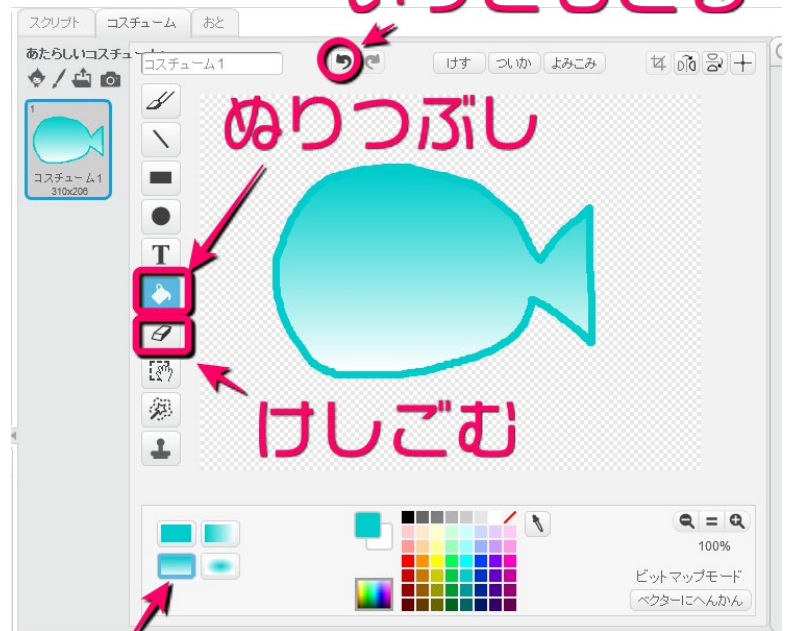 スクリプト コスチューム おと
あたらしいコスチューム:
コスチューム1
けす ついか よみこみ
1
ぬりつぶし
コスチューム1
310x206
T
けしごむ
100%
ビットマップモード
ベクターにへんかん